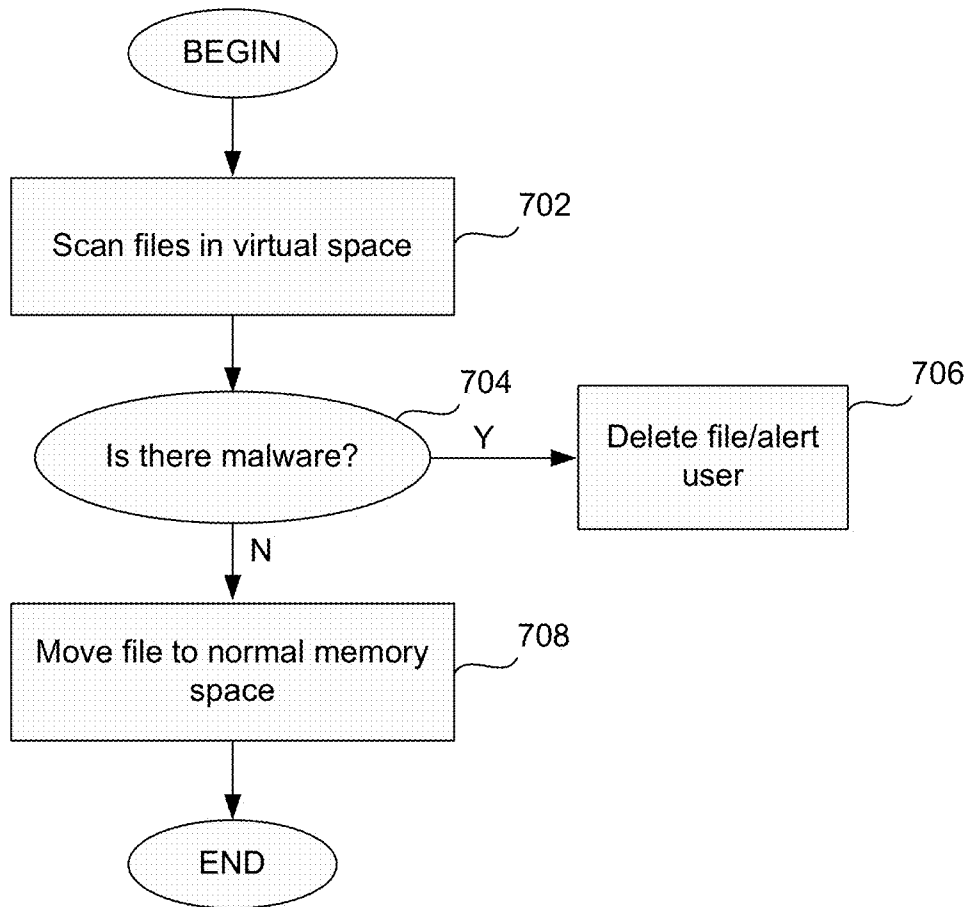 BEGIN
702
Scan files in virtual space
704
Is there malware?
Y
706
Delete file/alert
user
N
708
Move file to normal memory
space
END